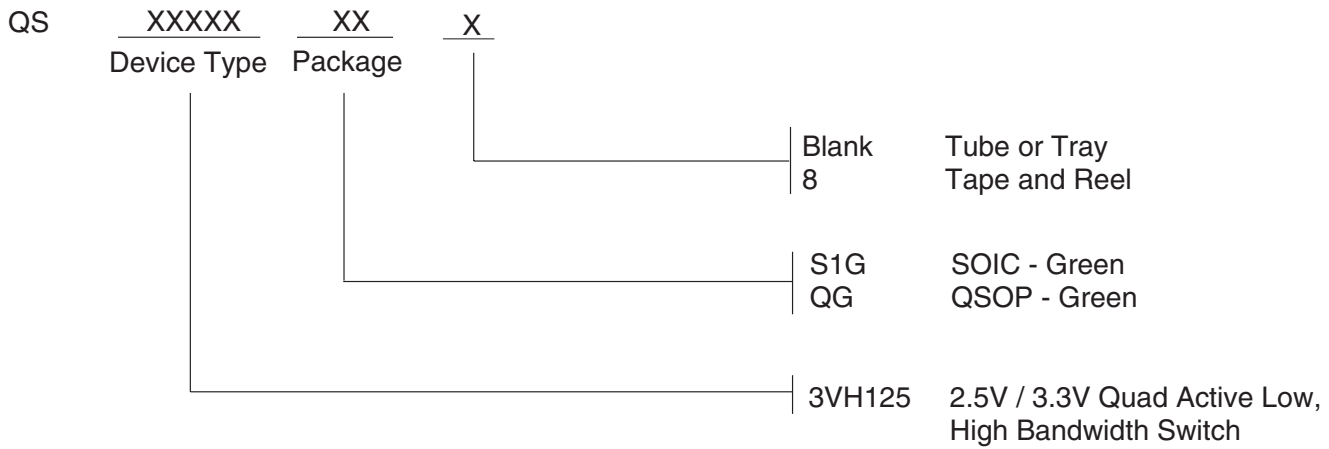 QS XXXXX XX X
Device Type Package
Blank Tube or Tray
8 Tape and Reel
S1G SOIC - Green
QG QSOP - Green
3VH125 2.5V / 3.3V Quad Active Low,
High Bandwidth Switch